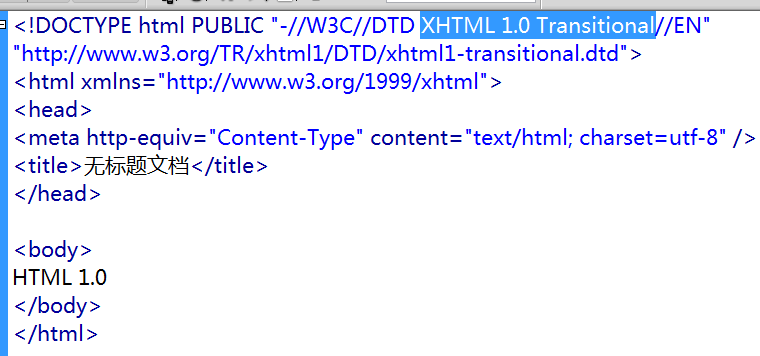 <!DOCTYPE html PUBLIC "-//W3C//DTD XHTML 1.0 Transitional//EN"
"http://www.w3.org/TR/xhtml1/DTD/xhtml1-transitional.dtd">
<html xmlns="http://www.w3.org/1999/xhtml">
<head>
<meta http-equiv="Content-Type" content="text/html; charset=utf-8" />
<title>无标题文档</title>
</head>
<body>
HTML 1.0
</body>
</html>